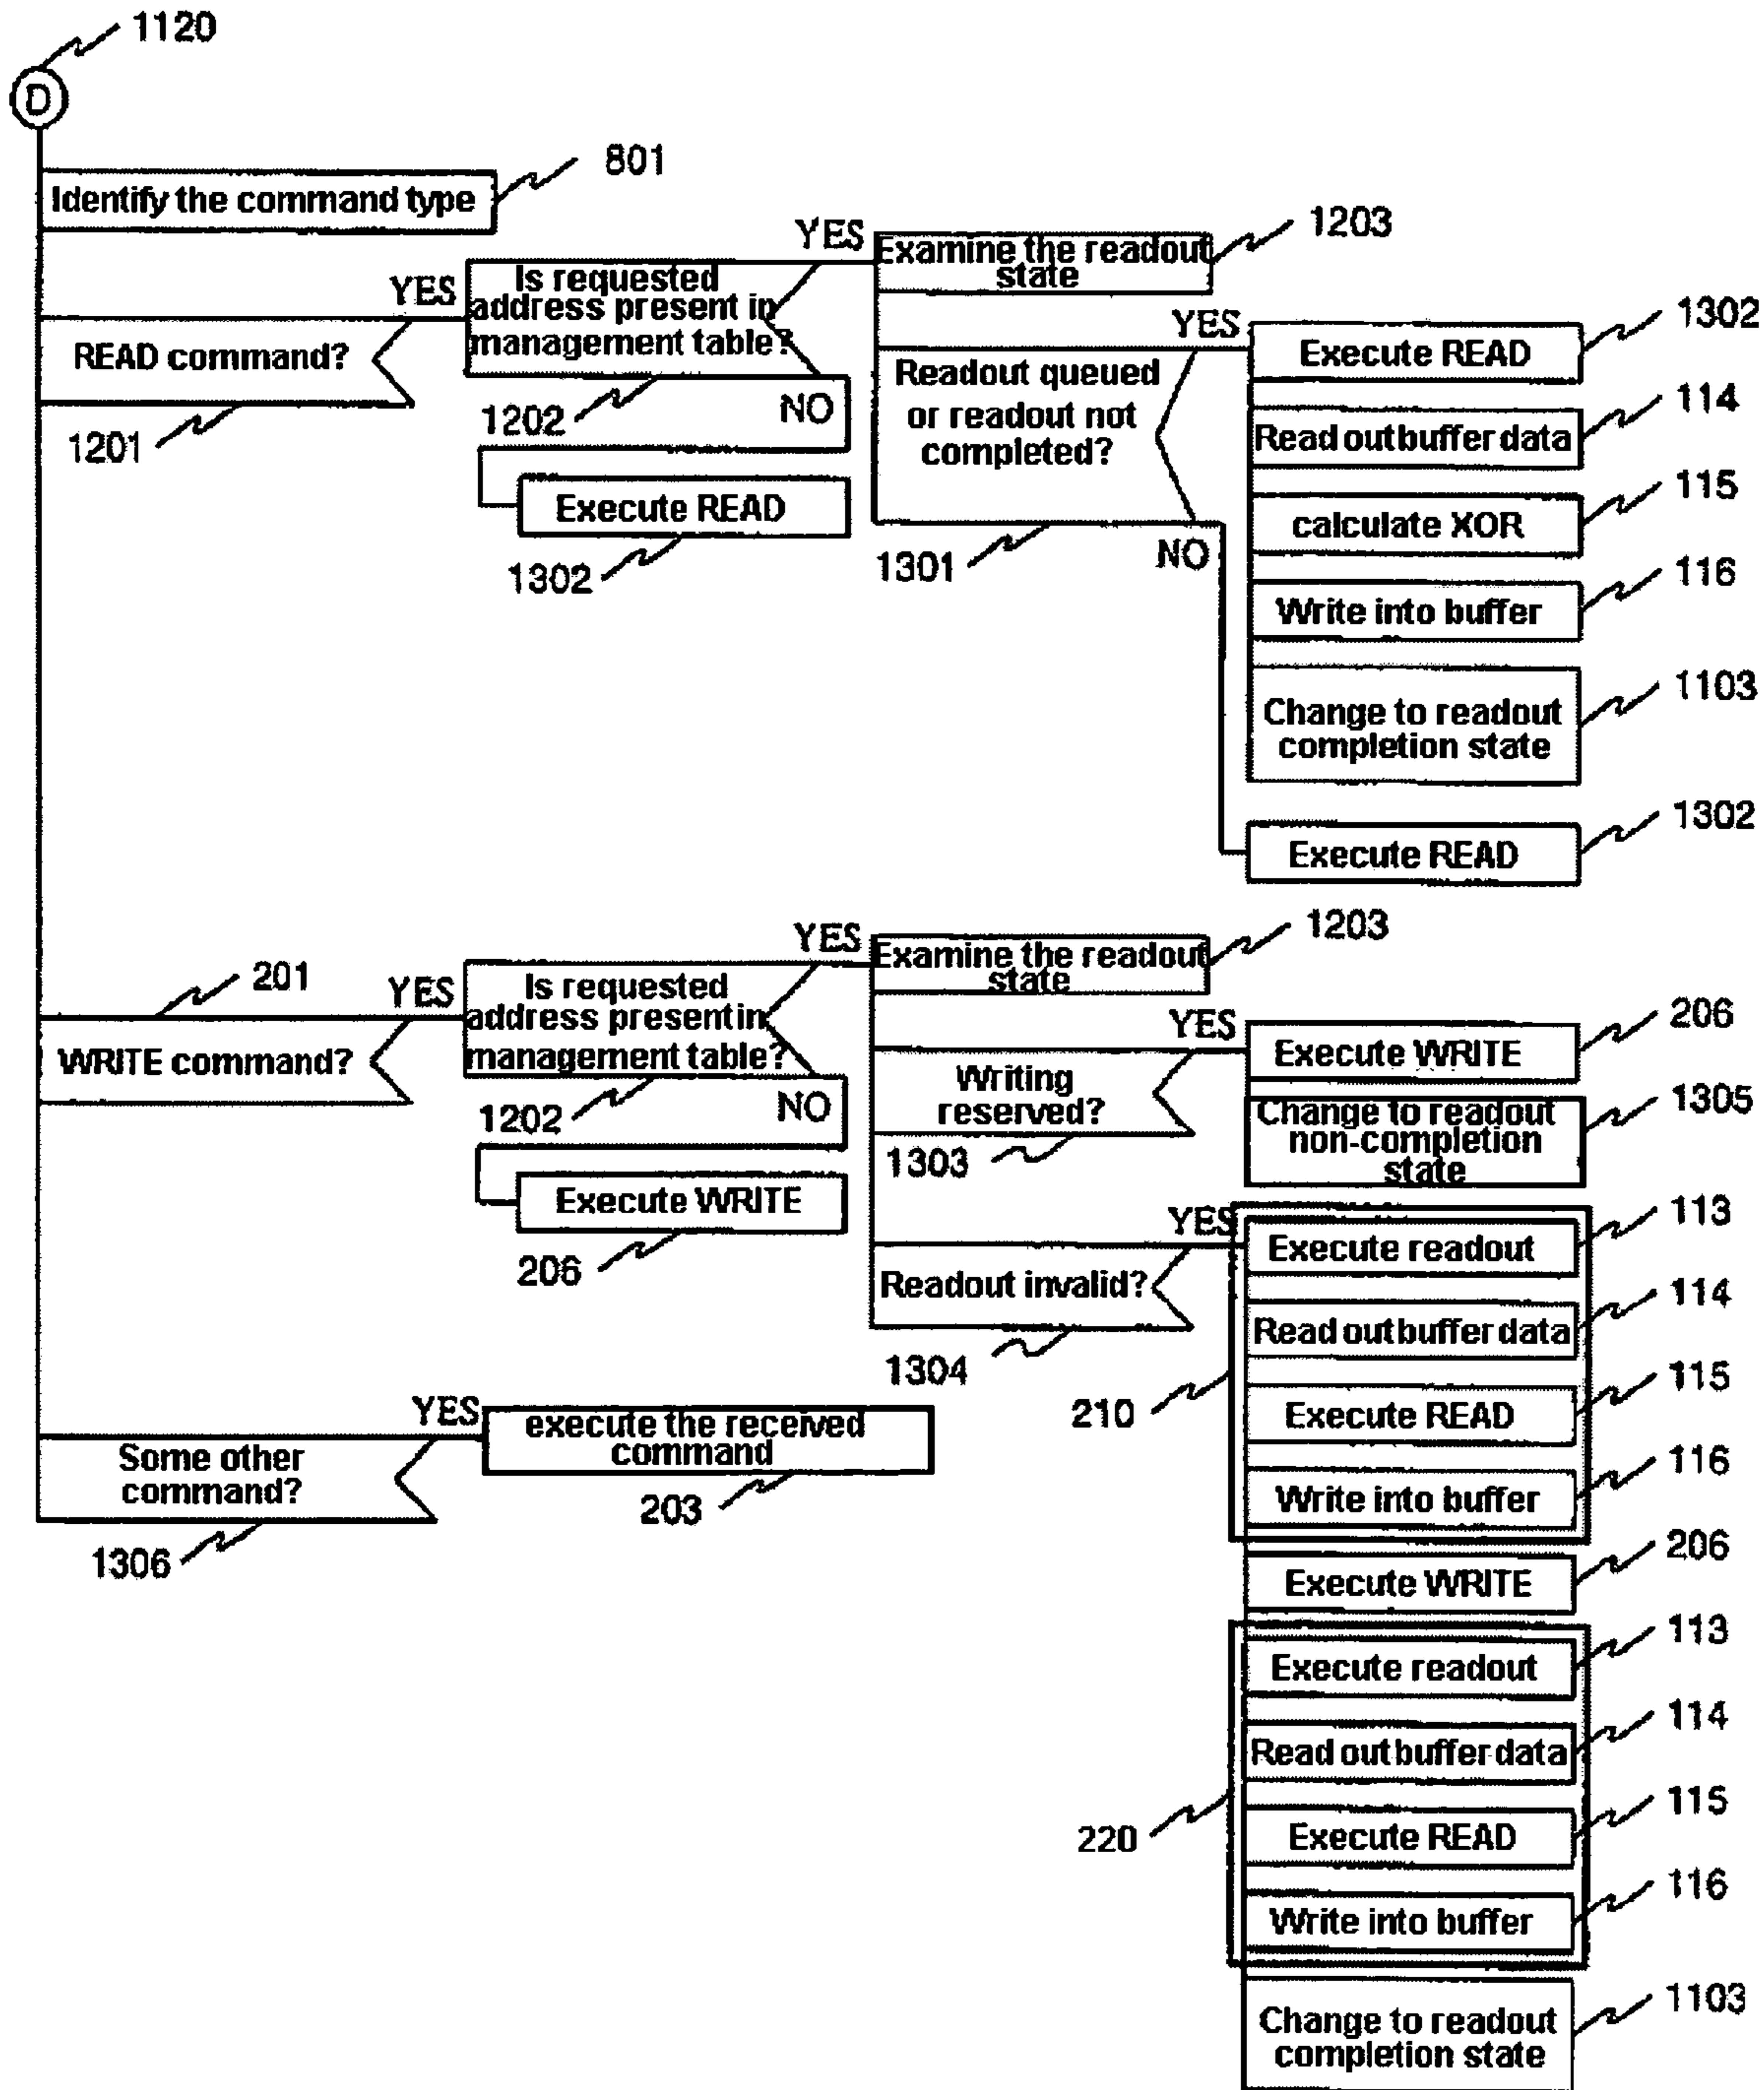 1120
D
801
Identify the command type
YES
1203
Examine the readout
state
YES
Is requested
address present in
management table?
READ command?
1201
1202
NO
Execute READ
1302
YES
Readout queued
or readout not
completed?
1301
NO
1302
Execute READ
114
Read out buffer data
115
calculate XOR
116
Write into buffer
1103
Change to readout
completion state
1302
Execute READ
201
WRITE command?
YES
Is requested
address present in
management table?
1202
NO
Execute WRITE
206
YES
1203
Examine the readout
state
Writing
reserved?
1303
YES
206
Execute WRITE
1305
Change to readout
non-completion
state
Readout invalid?
1304
YES
210
113
Execute readout
114
Read out buffer data
115
Execute READ
116
Write into buffer
206
Execute WRITE
220
113
Execute readout
114
Read out buffer data
115
Execute READ
116
Write into buffer
1103
Change to readout
completion state
Some other
command?
1306
YES
execute the received
command
203